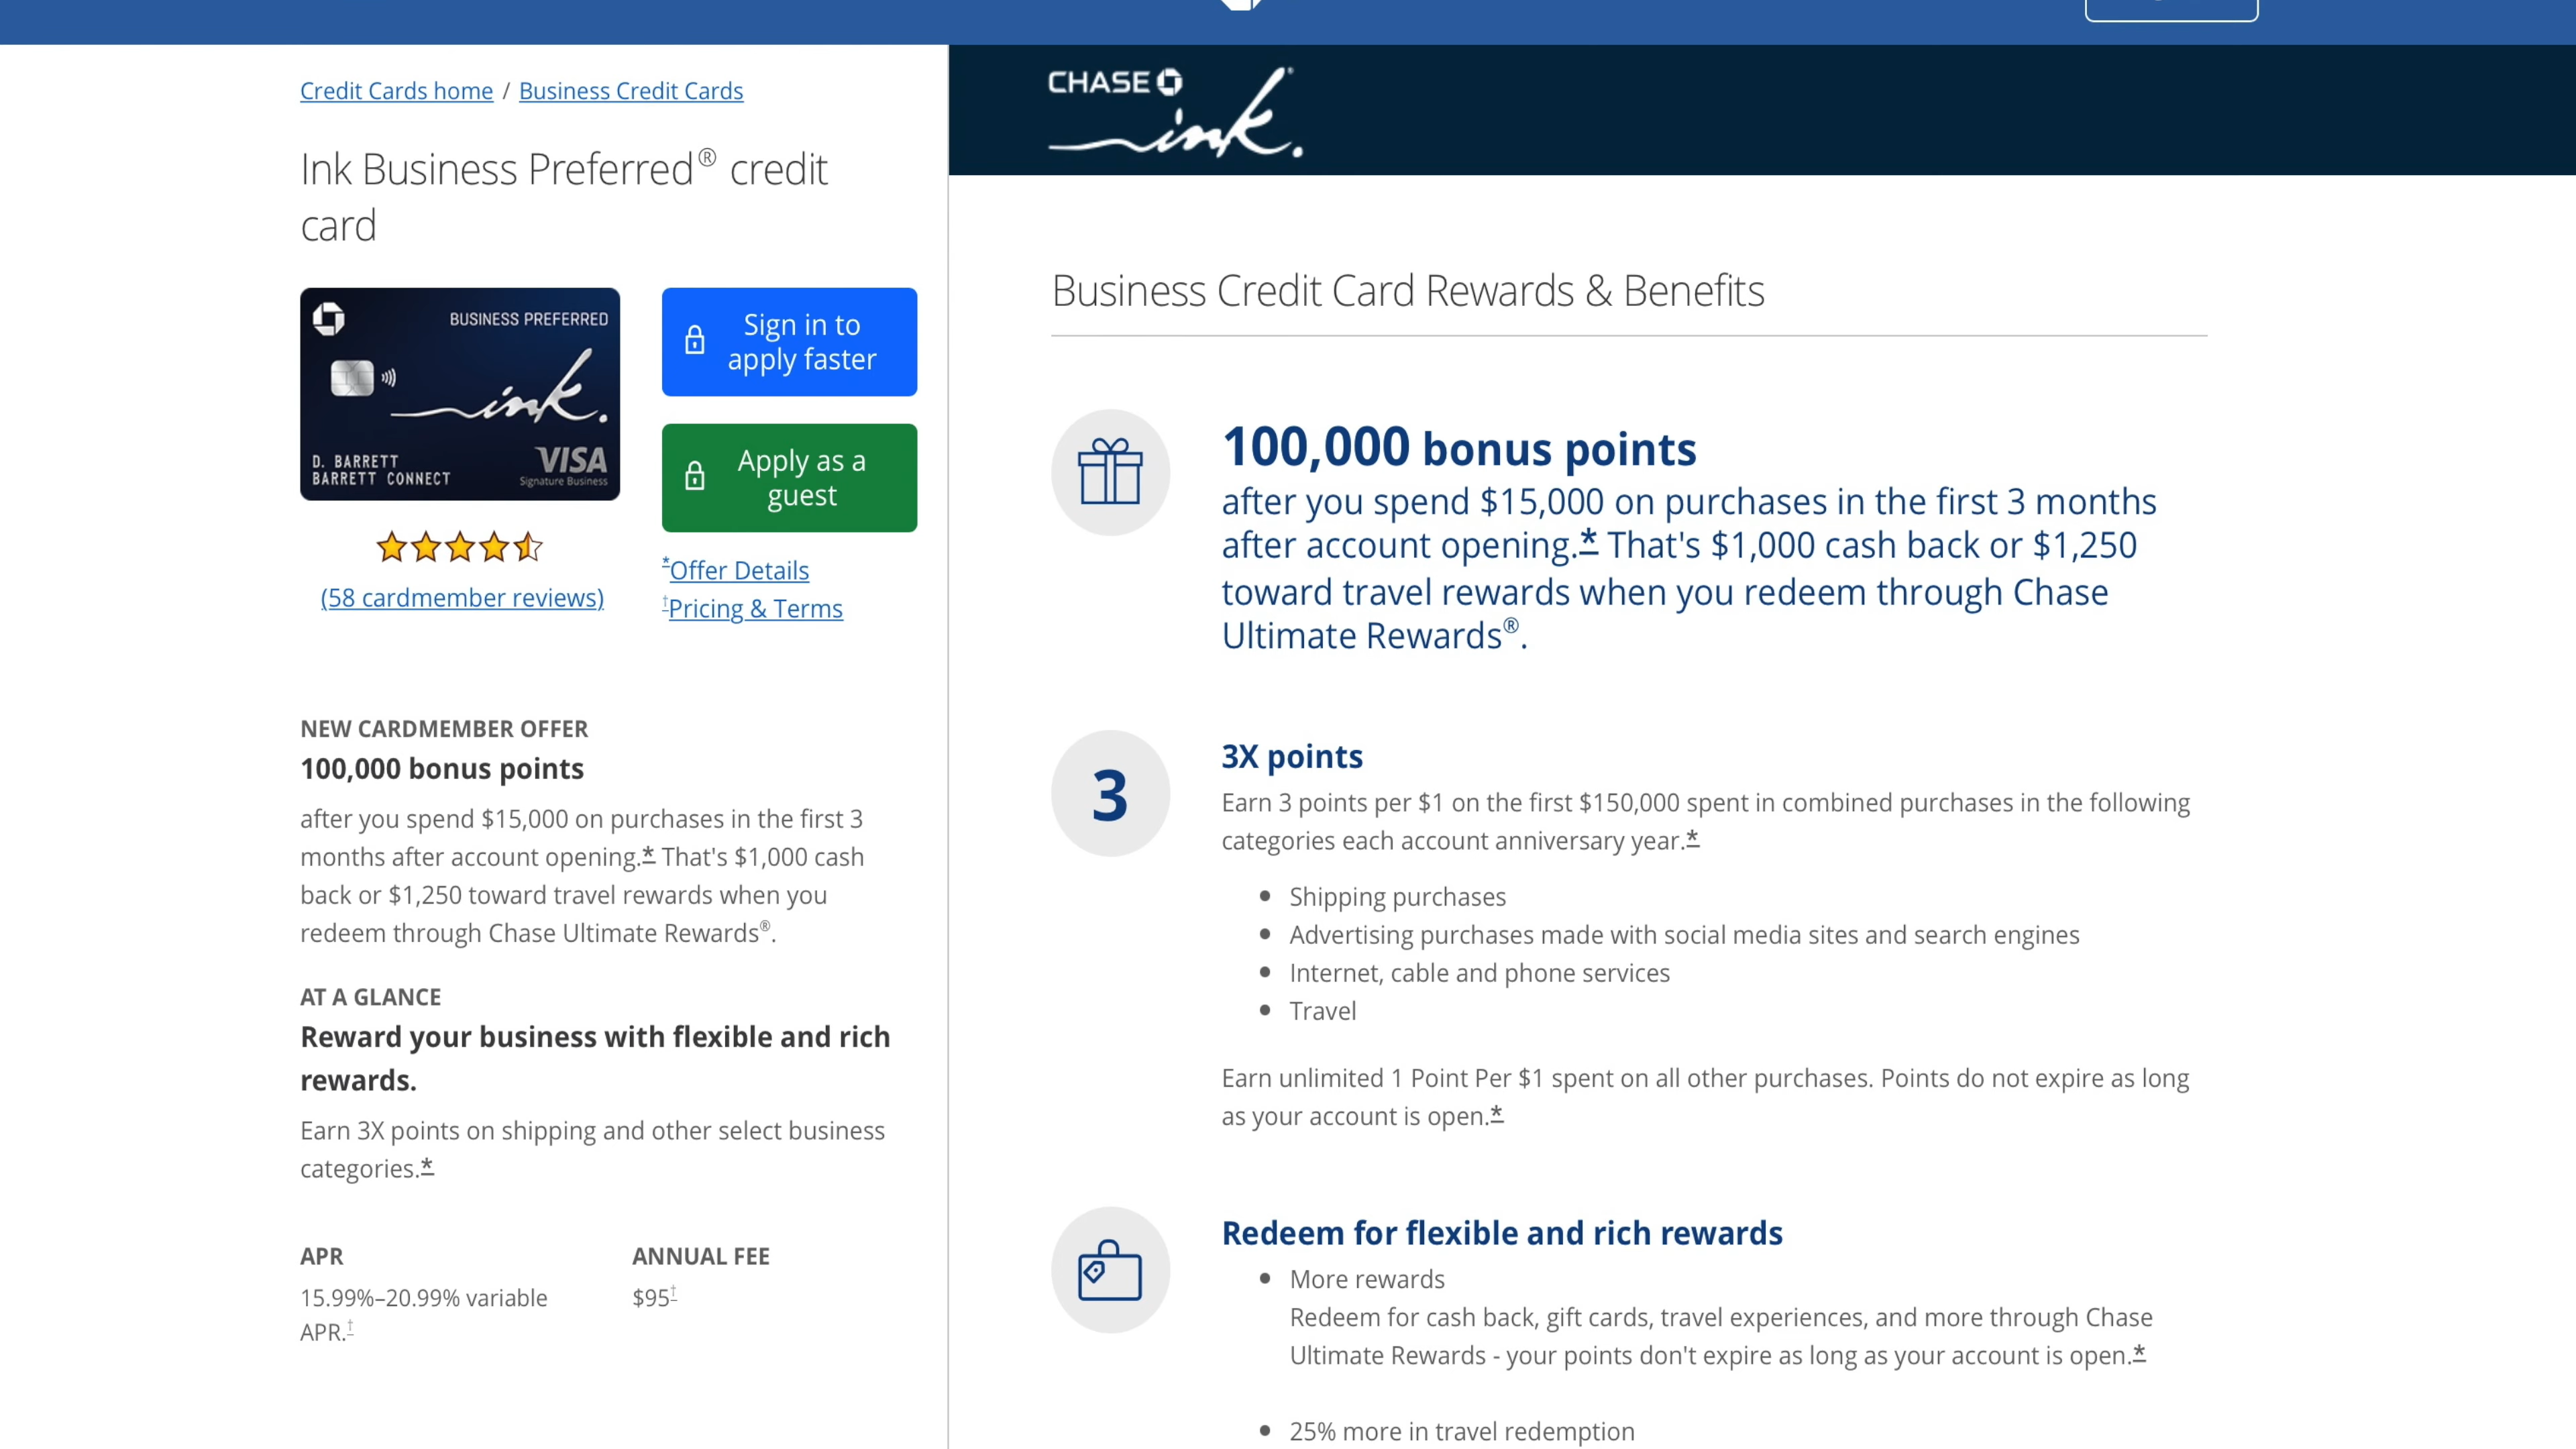 Credit Cards home / Business Credit Cards
Ink Business Preferred® credit
card
BUSINESS PREFERRED
ink.
D. BARRETT
BARRETT CONNECT
VISA
Signature Business
Sign in to
apply faster
Apply as a
guest
(58 cardmember reviews)
*Offer Details
†Pricing & Terms
NEW CARDMEMBER OFFER
100,000 bonus points
after you spend $15,000 on purchases in the first 3
months after account opening.* That's $1,000 cash
back or $1,250 toward travel rewards when you
redeem through Chase Ultimate Rewards®.
AT A GLANCE
Reward your business with flexible and rich
rewards.
Earn 3X points on shipping and other select business
categories.*
APR
15.99%–20.99% variable
APR.†
ANNUAL FEE
$95†
CHASE
ink.
Business Credit Card Rewards & Benefits
100,000 bonus points
after you spend $15,000 on purchases in the first 3 months
after account opening.* That's $1,000 cash back or $1,250
toward travel rewards when you redeem through Chase
Ultimate Rewards®.
3
3X points
Earn 3 points per $1 on the first $150,000 spent in combined purchases in the following
categories each account anniversary year.*
• Shipping purchases
• Advertising purchases made with social media sites and search engines
• Internet, cable and phone services
• Travel
Earn unlimited 1 Point Per $1 spent on all other purchases. Points do not expire as long
as your account is open.*
Redeem for flexible and rich rewards
• More rewards
Redeem for cash back, gift cards, travel experiences, and more through Chase
Ultimate Rewards - your points don't expire as long as your account is open.*
• 25% more in travel redemption